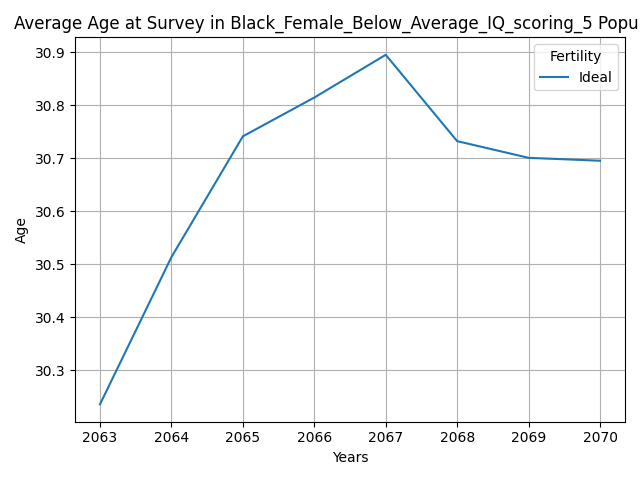 Average Age at Survey in Black_Female_Below_Average_IQ_scoring_5 Popu
Fertility
Ideal
30.9
30.8
30.7
30.6
30.5
30.4
30.3
Age
2063 2064 2065 2066 2067 2068 2069 2070
Years